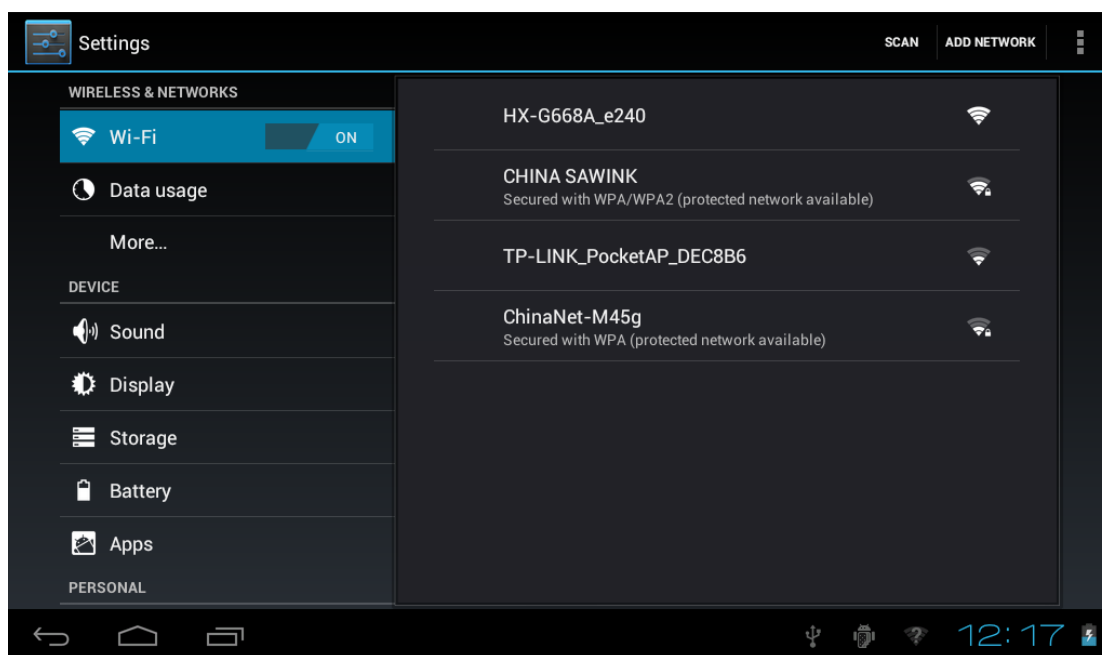 Settings
SCAN
ADD NETWORK
WIRELESS & NETWORKS
Wi-Fi
ON
Data usage
More...
DEVICE
Sound
Display
Storage
Battery
Apps
PERSONAL
HX-G668A_e240
CHINA SAWINK
Secured with WPA/WPA2 (protected network available)
TP-LINK_PocketAP_DEC8B6
ChinaNet-M45g
Secured with WPA (protected network available)
12:17